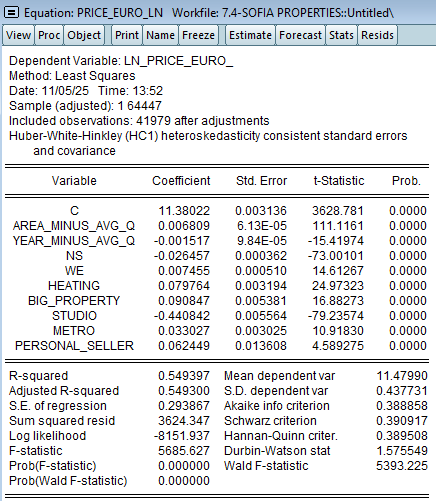 Equation: PRICE_EURO_LN Workfile: 7.4-SOFIA PROPERTIES::Untitled\
View Proc Object Print Name Freeze Estimate Forecast Stats Resids
Dependent Variable: LN_PRICE_EURO_
Method: Least Squares
Date: 11/05/25 Time: 13:52
Sample (adjusted): 1 64447
Included observations: 41979 after adjustments
Huber-White-Hinkley (HC1) heteroskedasticity consistent standard errors
and covariance
Variable Coefficient Std. Error t-Statistic Prob.
C 11.38022 0.003136 3628.781 0.0000
AREA_MINUS_AVG_Q 0.006809 6.13E-05 111.1161 0.0000
YEAR_MINUS_AVG_Q -0.001517 9.84E-05 -15.41974 0.0000
NS -0.026457 0.000362 -73.00101 0.0000
WE 0.007455 0.000510 14.61267 0.0000
HEATING 0.079764 0.003194 24.97323 0.0000
BIG_PROPERTY 0.090847 0.005381 16.88273 0.0000
STUDIO -0.440842 0.005564 -79.23574 0.0000
METRO 0.033027 0.003025 10.91830 0.0000
PERSONAL_SELLER 0.062449 0.013608 4.589275 0.0000
R-squared 0.549397 Mean dependent var 11.47990
Adjusted R-squared 0.549300 S.D. dependent var 0.437731
S.E. of regression 0.293867 Akaike info criterion 0.388858
Sum squared resid 3624.347 Schwarz criterion 0.390917
Log likelihood -8151.937 Hannan-Quinn criter. 0.389508
F-statistic 5685.627 Durbin-Watson stat 1.575549
Prob(F-statistic) 0.000000 Wald F-statistic 5393.225
Prob(Wald F-statistic) 0.000000